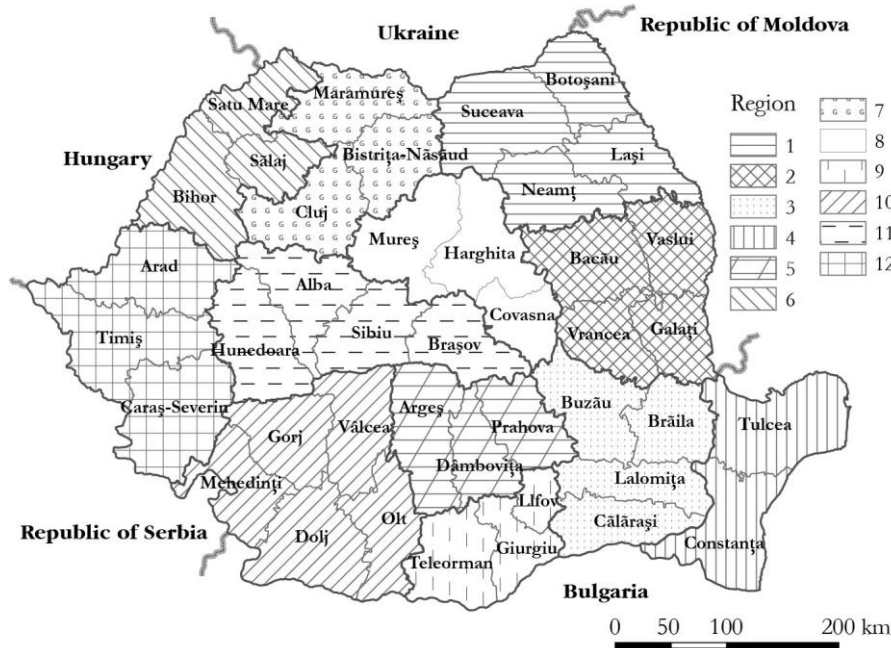 Ukraine
Republic of Moldova
Hungary
Republic of Serbia
Bulgaria
Satu Mare
Maramureş
Botoşani
Suceava
Sălaj
Bistriţa-Năsăud
Laşi
Bihor
Neamţ
Cluj
Mureş
Harghita
Vaslui
Bacău
Arad
Alba
Covasna
Timiş
Sibiu
Vrancea
Galaţi
Hunedoara
Braşov
Caraş-Severin
Argeş
Buzău
Brăila
Tulcea
Gorj
Vâlcea
Prahova
Dâmboviţa
Lalomiţa
Mehedinţi
Llfov
Olt
Călăraşi
Dolj
Giurgiu
Constanţa
Teleorman
Region
1
2
3
4
5
6
7
8
9
10
11
12
0 50 100 200 km